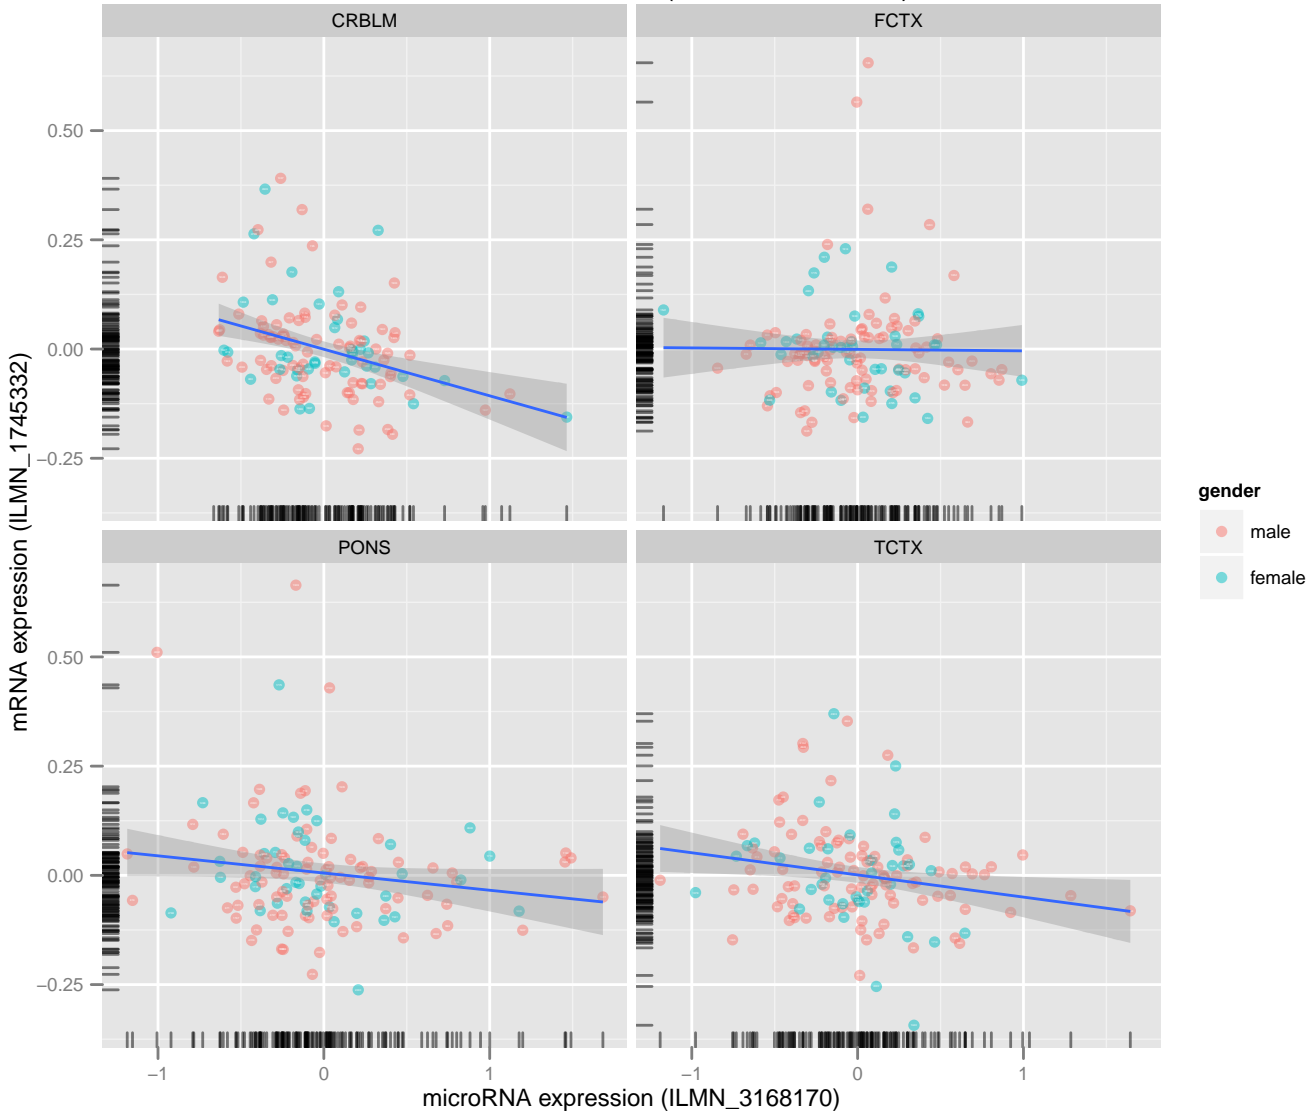 CRBLM
FCTX
0.50
0.25
0.00
−0.25
mRNA expression (ILMN_1745332)
PONS
TCTX
0.50
0.25
0.00
−0.25
−1
0
1
−1
0
1
microRNA expression (ILMN_3168170)
gender
male
female